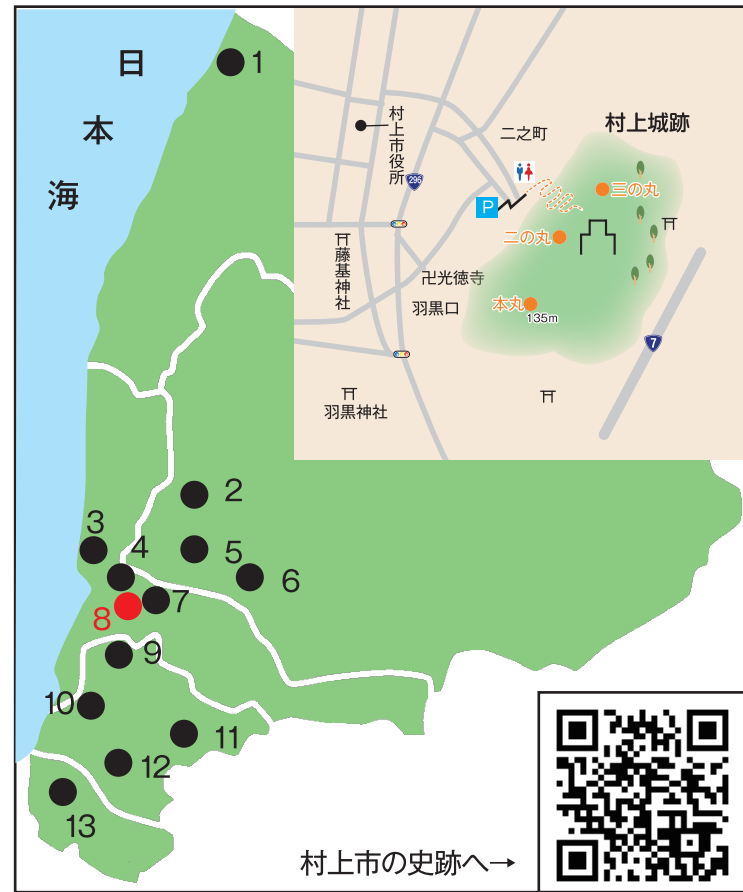 日本海
1
2
3
4
5
6
7
8
9
10
11
12
13
村上市役所
296
二之町
村上城跡
P
三の丸
二の丸
本丸
135m
藤基神社
卍光徳寺
羽黒口
羽黒神社
7
村上市の史跡へ→